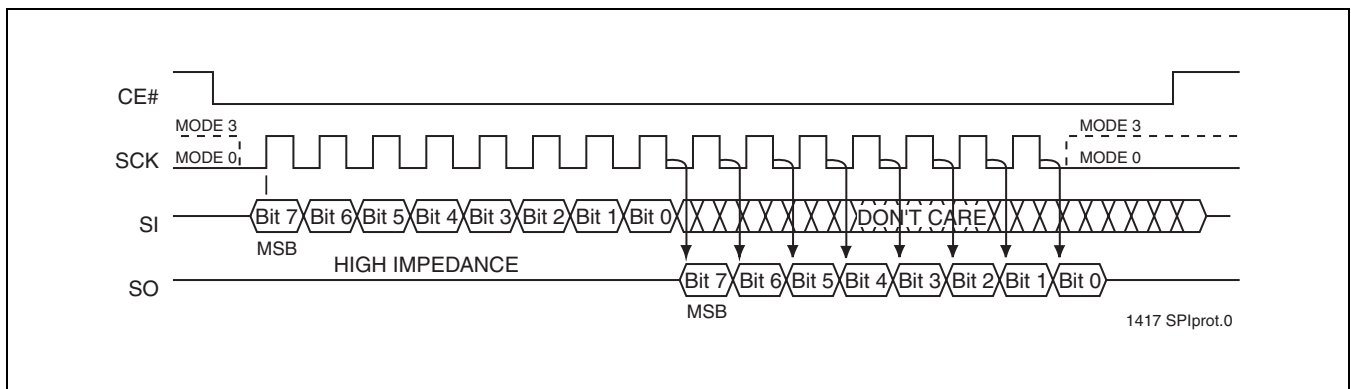 CE#
MODE 3
MODE 3
SCK
MODE 0
MODE 0
SI
Bit 7 Bit 6 Bit 5 Bit 4 Bit 3 Bit 2 Bit 1 Bit 0
DON'T CARE
MSB
HIGH IMPEDANCE
SO
Bit 7 Bit 6 Bit 5 Bit 4 Bit 3 Bit 2 Bit 1 Bit 0
MSB
1417 SPIprot.0